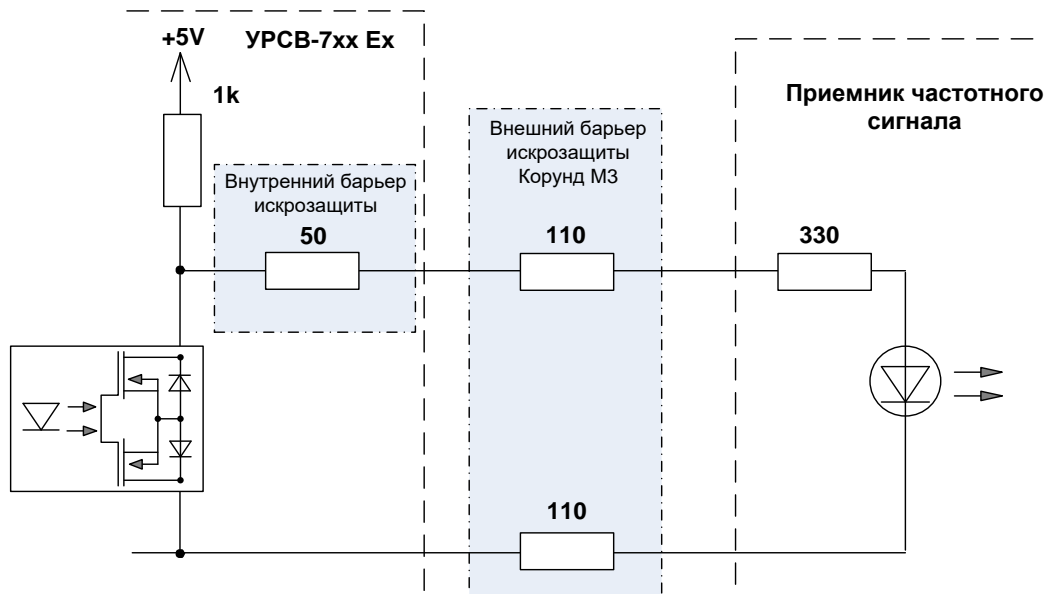 +5V
УРСВ-7xx Ex
1k
Приемник частотного
сигнала
Внешний барьер
искрозащиты
Корунд М3
Внутренний барьер
искрозащиты
50
110
330
110